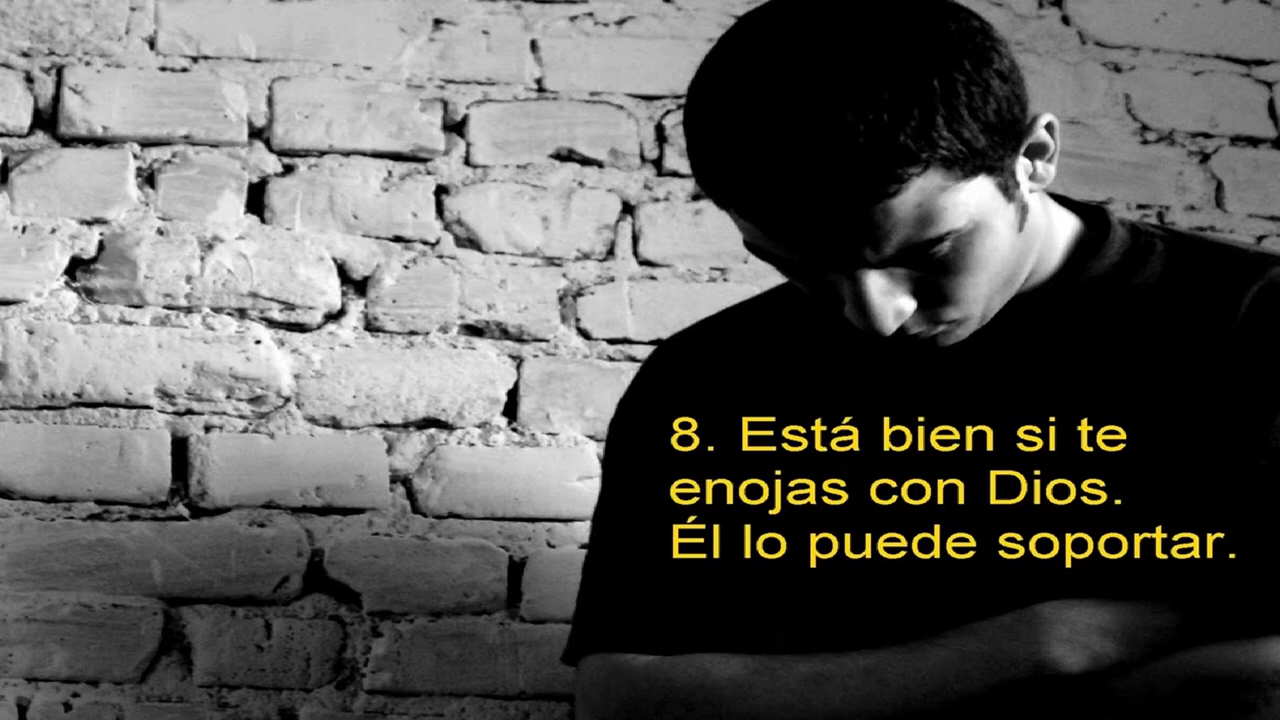 8. Está bien si te
enojas con Dios.
Él lo puede soportar.